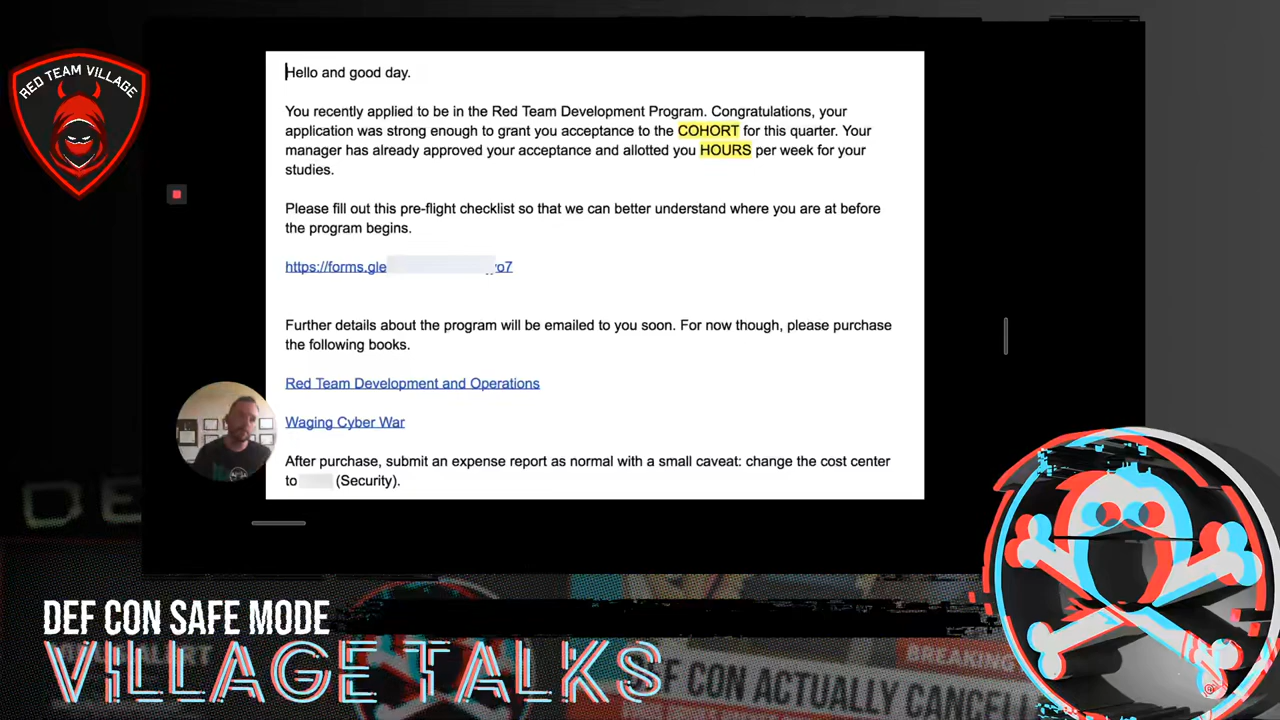 RED TEAM VILLAGE
Hello and good day.
You recently applied to be in the Red Team Development Program. Congratulations, your
application was strong enough to grant you acceptance to the COHORT for this quarter. Your
manager has already approved your acceptance and allotted you HOURS per week for your
studies.
Please fill out this pre-flight checklist so that we can better understand where you are at before
the program begins.
https://forms.gle
Further details about the program will be emailed to you soon. For now though, please purchase
the following books.
Red Team Development and Operations
Waging Cyber War
After purchase, submit an expense report as normal with a small caveat: change the cost center
to (Security).
DEF CON SAFE MODE
VILLAGE TALKS
BREAKING
DEF CON ACTUALLY CANCEL